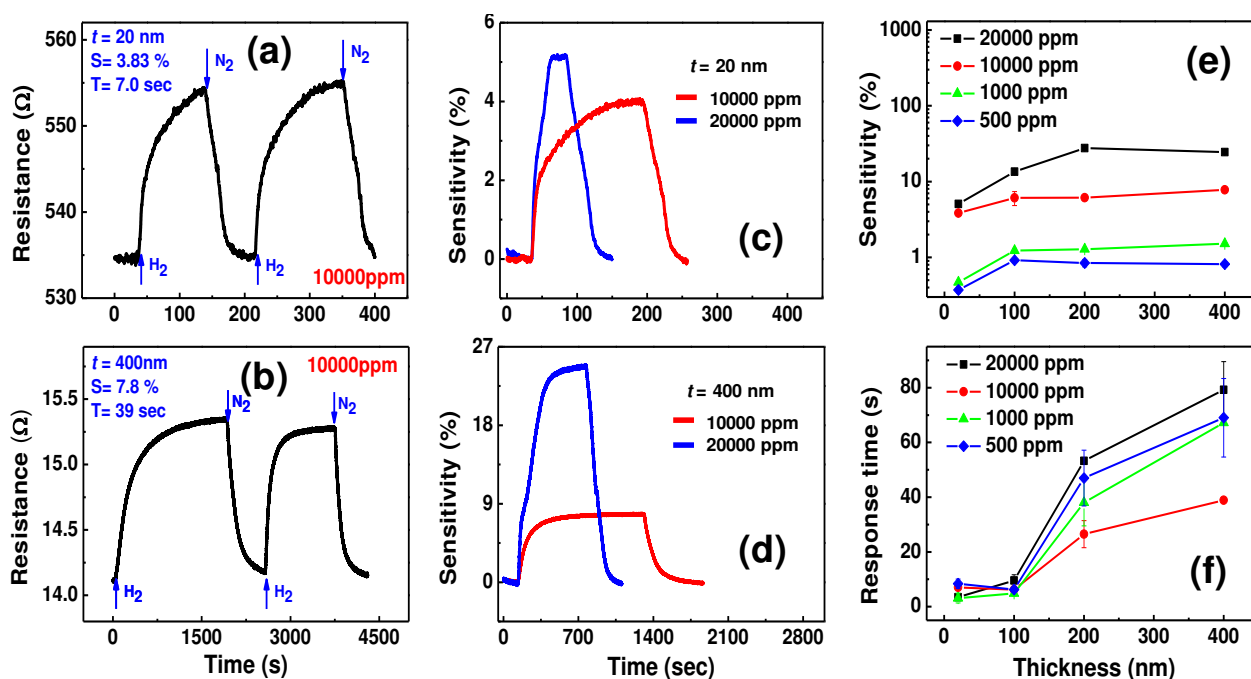 560
550
540
530
Resistance (Ω)
t = 20 nm
S= 3.83 %
T= 7.0 sec
(a)
N2
N2
H2
H2
10000ppm
0 100 200 300 400
6
4
2
0
Sensitivity (%)
t = 20 nm
10000 ppm
20000 ppm
(c)
0 100 200 300 400
1000
100
10
1
Sensitivity (%)
20000 ppm
10000 ppm
1000 ppm
500 ppm
(e)
0 100 200 300 400
15.5
15.0
14.5
14.0
Resistance (Ω)
t = 400nm
S= 7.8 %
T= 39 sec
(b)
10000ppm
N2
N2
H2
H2
0 1500 3000 4500
Time (s)
27
18
9
0
Sensitivity (%)
t = 400 nm
10000 ppm
20000 ppm
(d)
0 700 1400 2100 2800
Time (sec)
80
60
40
20
0
Response time (s)
20000 ppm
10000 ppm
1000 ppm
500 ppm
(f)
0 100 200 300 400
Thickness (nm)